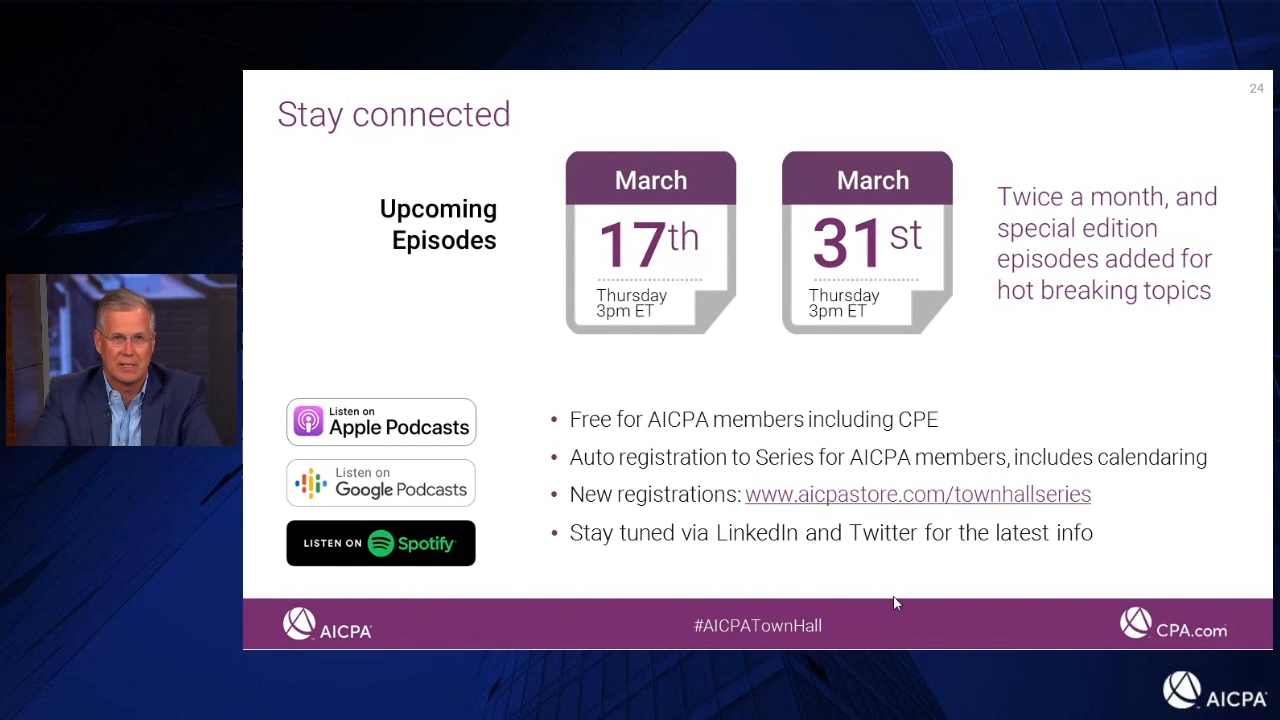 24
Stay connected
Upcoming
Episodes
March
17th
Thursday
3pm ET
March
31st
Thursday
3pm ET
Twice a month, and
special edition
episodes added for
hot breaking topics
Listen on
Apple Podcasts
Listen on
Google Podcasts
LISTEN ON Spotify
• Free for AICPA members including CPE
• Auto registration to Series for AICPA members, includes calendaring
• New registrations: www.aicpastore.com/townhallseries
• Stay tuned via LinkedIn and Twitter for the latest info
AICPA
#AICPATownHall
CPA.com
AICPA